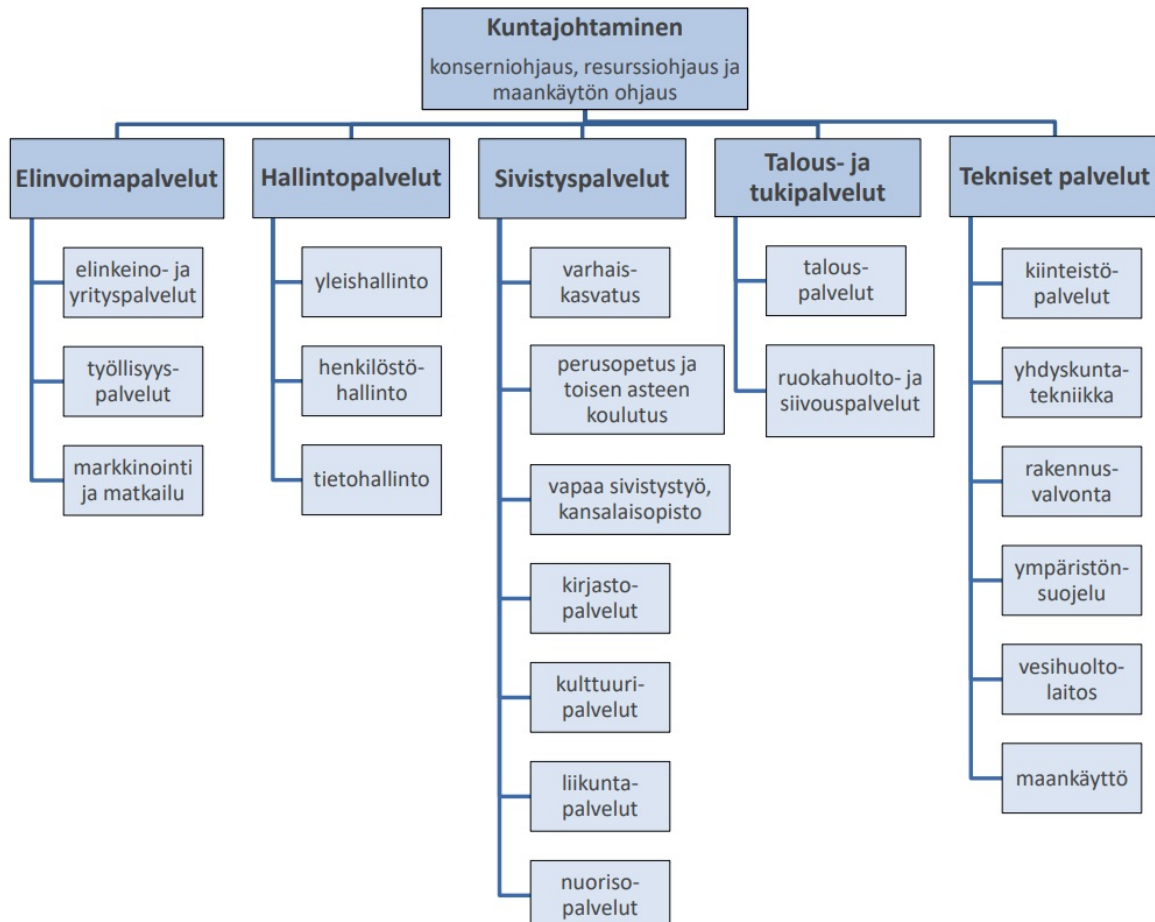 Kuntajohtaminen
konserniohjaus, resurssiohjaus ja
maankäytön ohjaus
Elinvoimapalvelut
elinkeino- ja
yrityspalvelut
työllisyys-
palvelut
markkinointi
ja matkailu
Hallintopalvelut
yleishallinto
henkilöstö-
hallinto
tietohallinto
Sivistyspalvelut
varhais-
kasvatus
perusopetus ja
toisen asteen
koulutus
vapaa sivistystyö,
kansalaisopisto
kirjasto-
palvelut
kulttuuri-
palvelut
liikunta-
palvelut
nuoriso-
palvelut
Talous- ja
tukipalvelut
talous-
palvelut
ruokahuolto- ja
siivouspalvelut
Tekniset palvelut
kiinteistö-
palvelut
yhdyskunta-
tekniikka
rakennus-
valvonta
ympäristön-
suojelu
vesihuolto-
laitos
maankäyttö